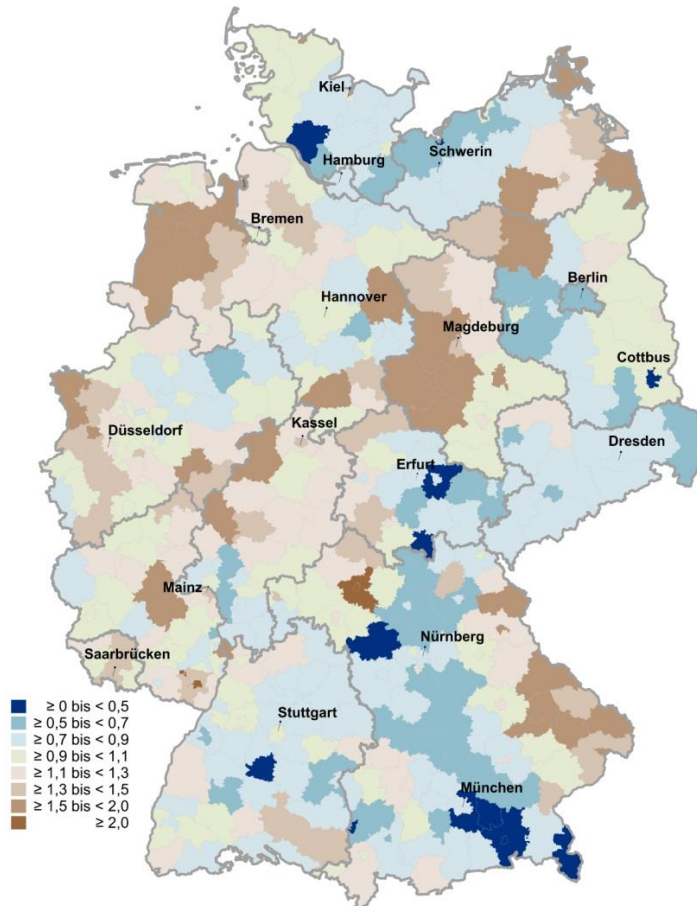 Kiel
Hamburg
Schwerin
Bremen
Berlin
Hannover
Magdeburg
Cottbus
Düsseldorf
Kassel
Dresden
Erfurt
Mainz
Nürnberg
Saarbrücken
Stuttgart
München
≥ 0 bis < 0,5
≥ 0,5 bis < 0,7
≥ 0,7 bis < 0,9
≥ 0,9 bis < 1,1
≥ 1,1 bis < 1,3
≥ 1,3 bis < 1,5
≥ 1,5 bis < 2,0
≥ 2,0